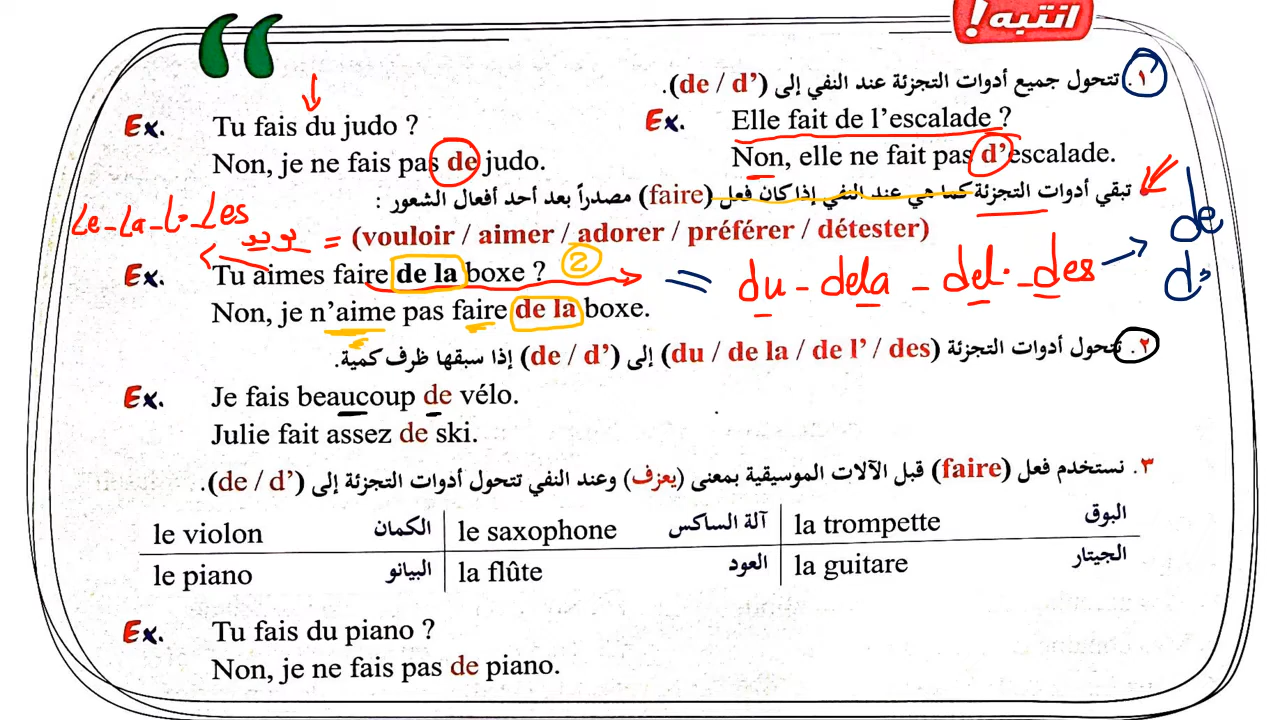 انتبه!
١. تتحول جميع أدوات التجزئة عند النفي إلى (de / d’).
Ex. Tu fais du judo ?
Non, je ne fais pas de judo.
Ex. Elle fait de l’escalade ?
Non, elle ne fait pas d’escalade.
تبقي أدوات التجزئة كما هي عند النفي إذا كان فعل (faire) مصدراً بعد أحد أفعال الشعور :
Le - La - L' - Les
= (vouloir / aimer / adorer / préférer / détester)
de
d'
Ex. Tu aimes faire de la boxe ? 2
= du - dela - del' - des
Non, je n’aime pas faire de la boxe.
٢. تتحول أدوات التجزئة (du / de la / de l’ / des) إلى (de / d’) إذا سبقها ظرف كمية.
Ex. Je fais beaucoup de vélo.
Julie fait assez de ski.
٣. نستخدم فعل (faire) قبل الآلات الموسيقية بمعنى (يعزف) وعند النفي تتحول أدوات التجزئة إلى (de / d’).
le violon الكمان le saxophone آلة الساكس la trompette البوق
le piano البيانو la flûte العود la guitare الجيتار
Ex. Tu fais du piano ?
Non, je ne fais pas de piano.